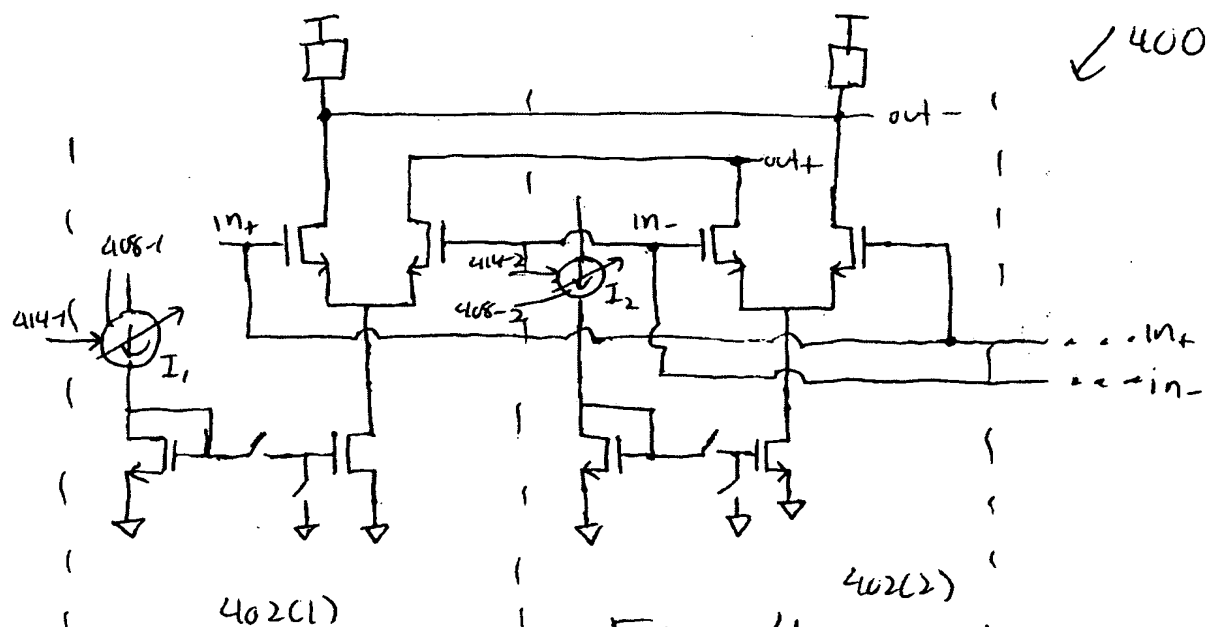 400
out-
out+
in+
in-
408-1
414-2
414-1
408-2
I2
I1
in+
in-
402(1)
402(2)